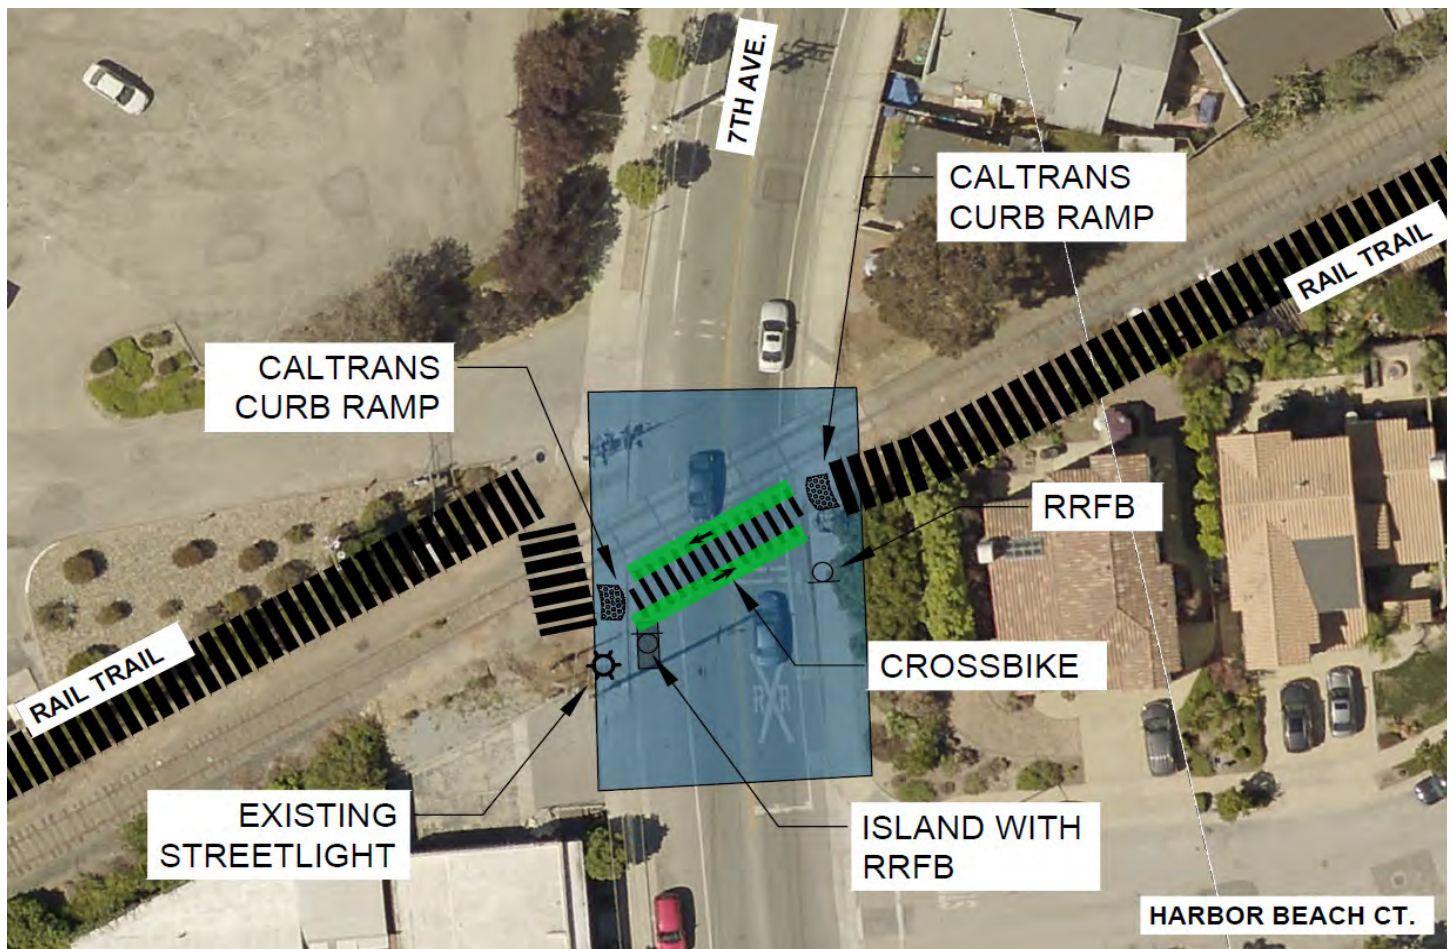 7TH AVE.
CALTRANS
CURB RAMP
RAIL TRAIL
CALTRANS
CURB RAMP
RRFB
CROSSBIKE
R R
RAIL TRAIL
EXISTING
STREETLIGHT
ISLAND WITH
RRFB
HARBOR BEACH CT.